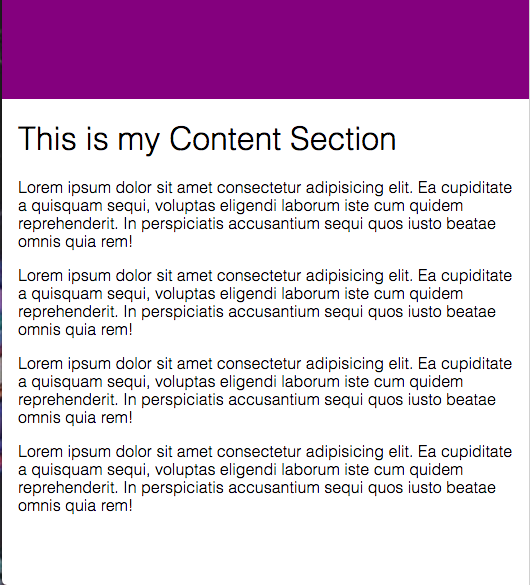 This is my Content Section
Lorem ipsum dolor sit amet consectetur adipisicing elit. Ea cupiditate
a quisquam sequi, voluptas eligendi laborum iste cum quidem
reprehenderit. In perspiciatis accusantium sequi quos iusto beatae
omnis quia rem!
Lorem ipsum dolor sit amet consectetur adipisicing elit. Ea cupiditate
a quisquam sequi, voluptas eligendi laborum iste cum quidem
reprehenderit. In perspiciatis accusantium sequi quos iusto beatae
omnis quia rem!
Lorem ipsum dolor sit amet consectetur adipisicing elit. Ea cupiditate
a quisquam sequi, voluptas eligendi laborum iste cum quidem
reprehenderit. In perspiciatis accusantium sequi quos iusto beatae
omnis quia rem!
Lorem ipsum dolor sit amet consectetur adipisicing elit. Ea cupiditate
a quisquam sequi, voluptas eligendi laborum iste cum quidem
reprehenderit. In perspiciatis accusantium sequi quos iusto beatae
omnis quia rem!